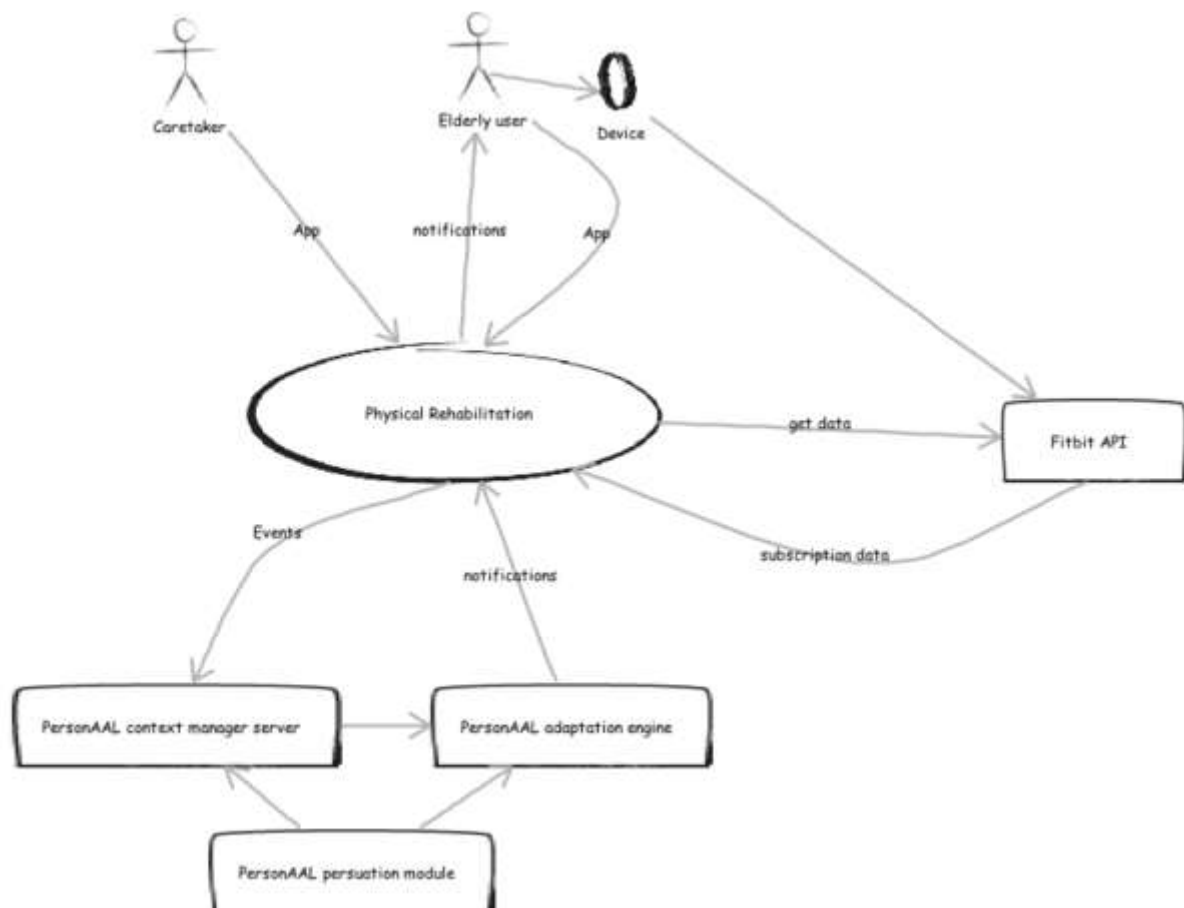 Caretaker
Elderly user
Device
App
notifications
App
Physical Rehabilitation
get data
Fitbit API
Events
subscription data
notifications
PersonAAL context manager server
PersonAAL adaptation engine
PersonAAL persuation module